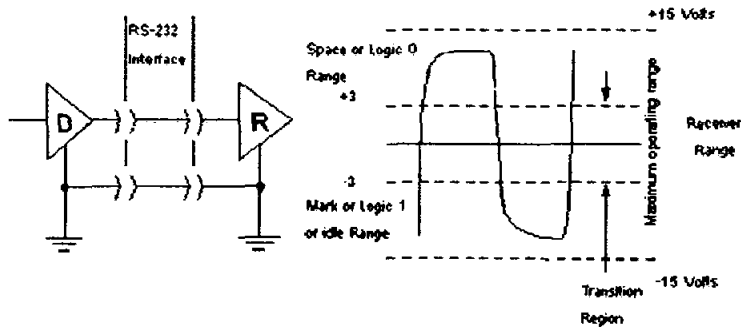 RS-232
Interface
D
R
+15 Volts
Space or Logic 0
Range
+3
-3
Mark or Logic 1
or idle Range
Maximum operating range
Receiver
Range
-15 Volts
Transition
Region